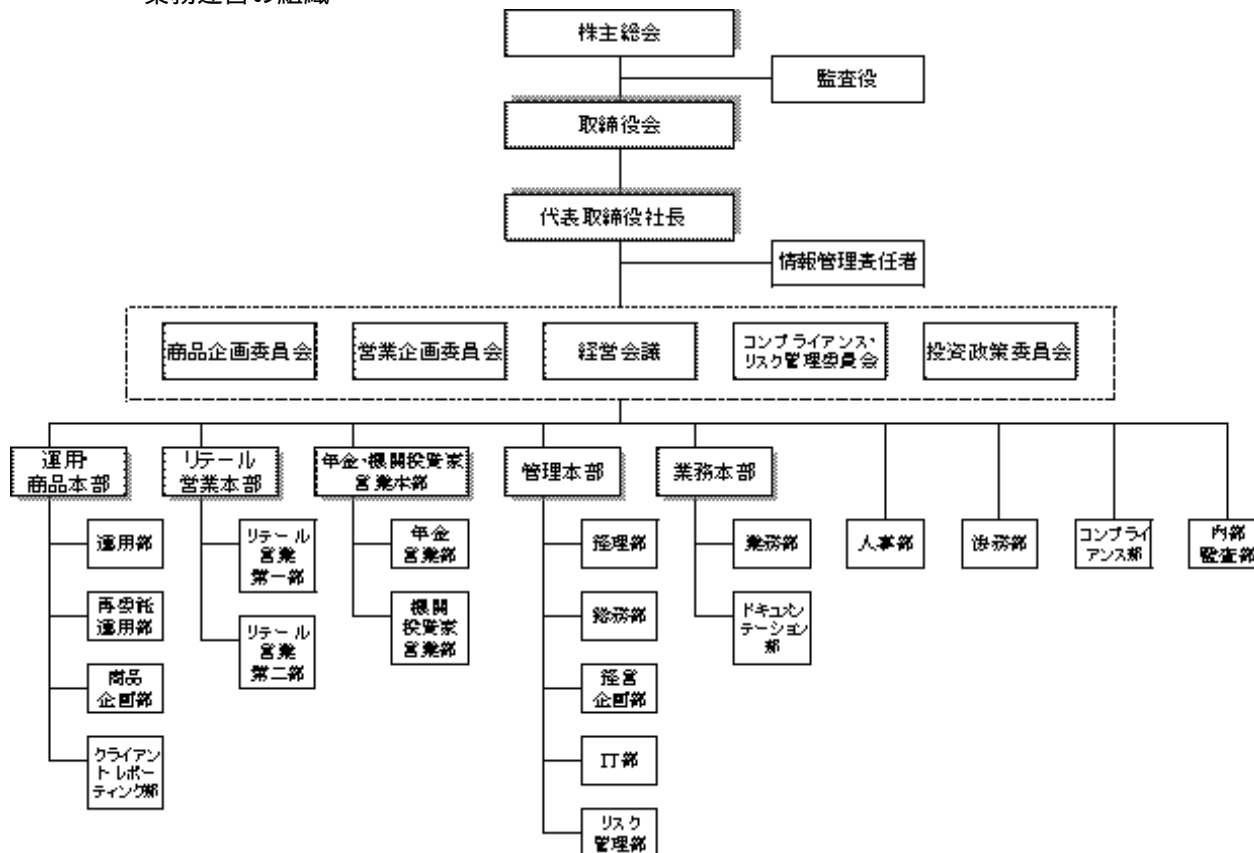 業務運営の組織
株主総会
監査役
取締役会
代表取締役社長
情報管理責任者
商品企画委員会
営業企画委員会
経営会議
コンプライアンス・
リスク管理委員会
投資政策委員会
運用・
商品本部
リテール
営業本部
年金・機関投資家
営業本部
管理本部
業務本部
運用部
再委託
運用部
商品
企画部
クライアン
トレポー
ティング部
リテール
営業
第一部
リテール
営業
第二部
年金
営業部
機関
投資家
営業部
経理部
総務部
経営
企画部
IT部
リスク
管理部
業務部
ドキュメン
テーション
部
人事部
コンプライ
アンス部
内部
監査部